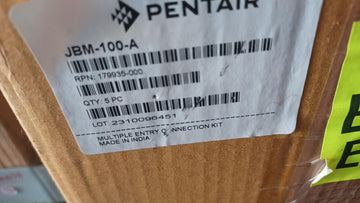 PENTAIR
JBM-100-A
RPN: 179935-000
QTY: 5 PC
LOT: 2310096451
MULTIPLE ENTRY CONNECTION KIT
MADE IN INDIA